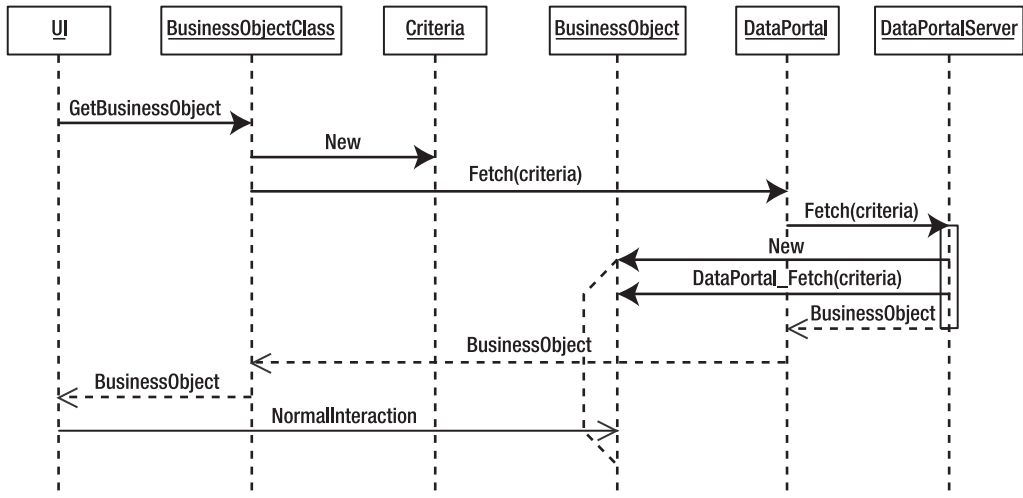 UI
BusinessObjectClass
Criteria
BusinessObject
DataPortal
DataPortalServer
GetBusinessObject
New
Fetch(criteria)
Fetch(criteria)
New
DataPortal_Fetch(criteria)
BusinessObject
BusinessObject
BusinessObject
NormalInteraction